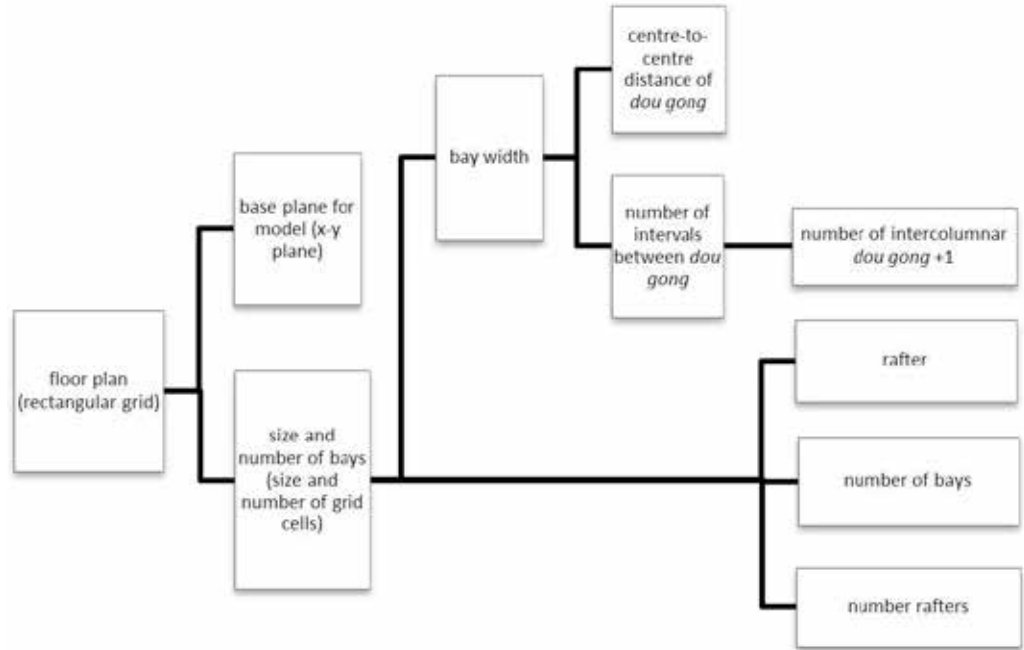 centre-to-
centre
distance of
dou gong
bay width
base plane for
model (x-y
plane)
number of
intervals
between dou
gong
number of intercolumnar
dou gong +1
floor plan
(rectangular grid)
rafter
size and
number of bays
(size and
number of grid
cells)
number of bays
number rafters